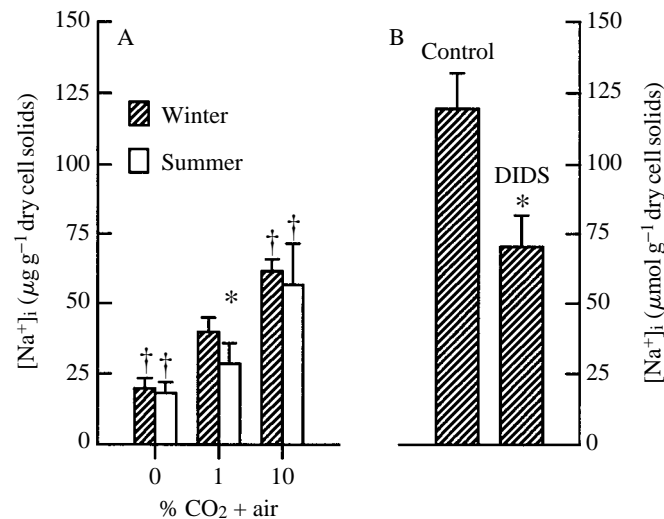 150
A
125
100
75
50
25
0
[Na⁺]i (µg g⁻¹ dry cell solids)
Winter
Summer
†
†
*
†
†
0 1 10
% CO₂ + air
B
150
125
100
75
50
25
0
Control
DIDS
*
[Na⁺]i (µmol g⁻¹ dry cell solids)